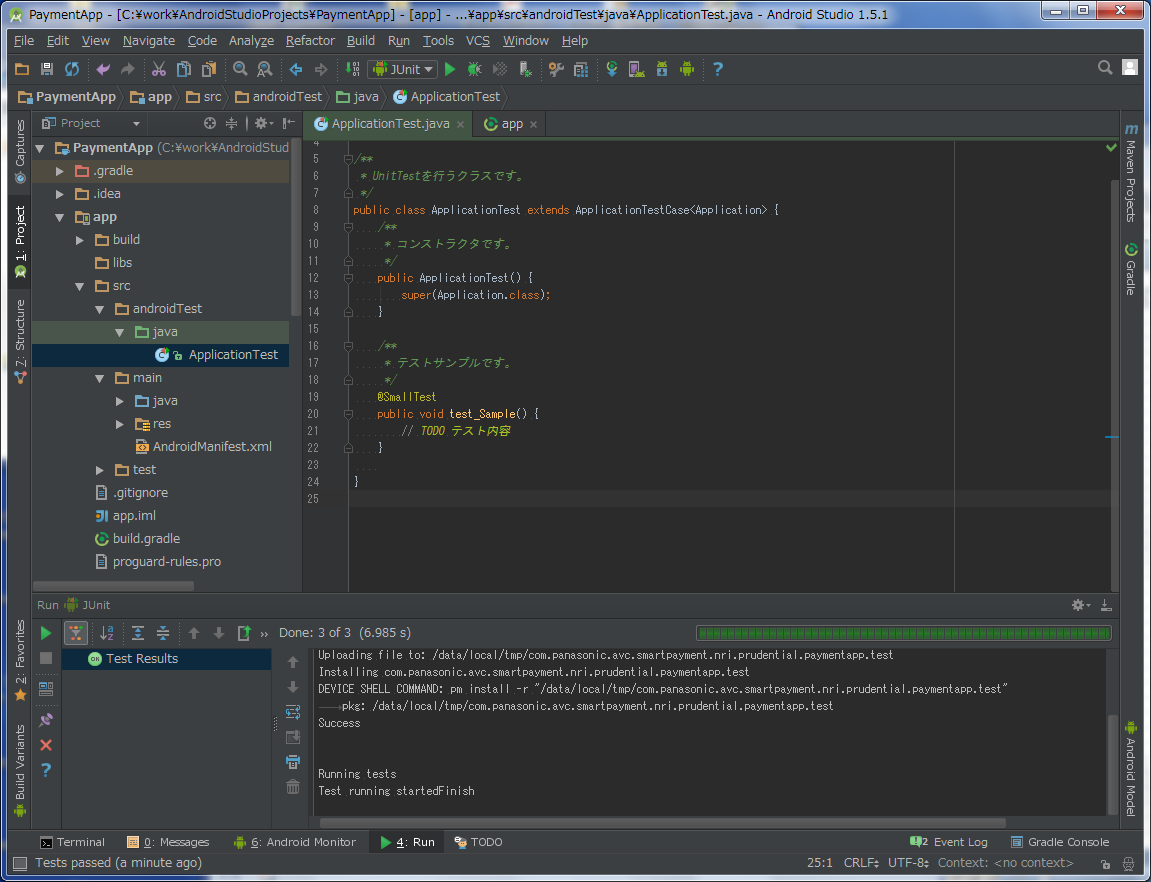 PaymentApp - [C:¥work¥AndroidStudioProjects¥PaymentApp] - [app] - ...¥app¥src¥androidTest¥java¥ApplicationTest.java - Android Studio 1.5.1
File Edit View Navigate Code Analyze Refactor Build Run Tools VCS Window Help
JUnit
PaymentApp app src androidTest java ApplicationTest
Project
ApplicationTest.java app
Captures
1: Project
7: Structure
2: Favorites
Build Variants
PaymentApp (C:¥work¥AndroidStud
.gradle
.idea
app
build
libs
src
androidTest
java
ApplicationTest
main
java
res
AndroidManifest.xml
test
.gitignore
app.iml
build.gradle
proguard-rules.pro
4
5 /**
6 * UnitTestを行うクラスです。
7 */
8 public class ApplicationTest extends ApplicationTestCase<Application> {
9 /**
10 * コンストラクタです。
11 */
12 public ApplicationTest() {
13 super(Application.class);
14 }
15
16 /**
17 * テストサンプルです。
18 */
19 @SmallTest
20 public void test_Sample() {
21 // TODO テスト内容
22 }
23
24 }
25
Maven Projects
Gradle
Android Model
Run JUnit
Done: 3 of 3 (6.985 s)
Test Results
Uploading file to: /data/local/tmp/com.panasonic.avc.smartpayment.nri.prudential.paymentapp.test
Installing com.panasonic.avc.smartpayment.nri.prudential.paymentapp.test
DEVICE SHELL COMMAND: pm install -r "/data/local/tmp/com.panasonic.avc.smartpayment.nri.prudential.paymentapp.test"
pkg: /data/local/tmp/com.panasonic.avc.smartpayment.nri.prudential.paymentapp.test
Success
Running tests
Test running startedFinish
Terminal 0: Messages 6: Android Monitor 4: Run TODO 2 Event Log Gradle Console
Tests passed (a minute ago) 25:1 CRLF UTF-8 Context: <no context>